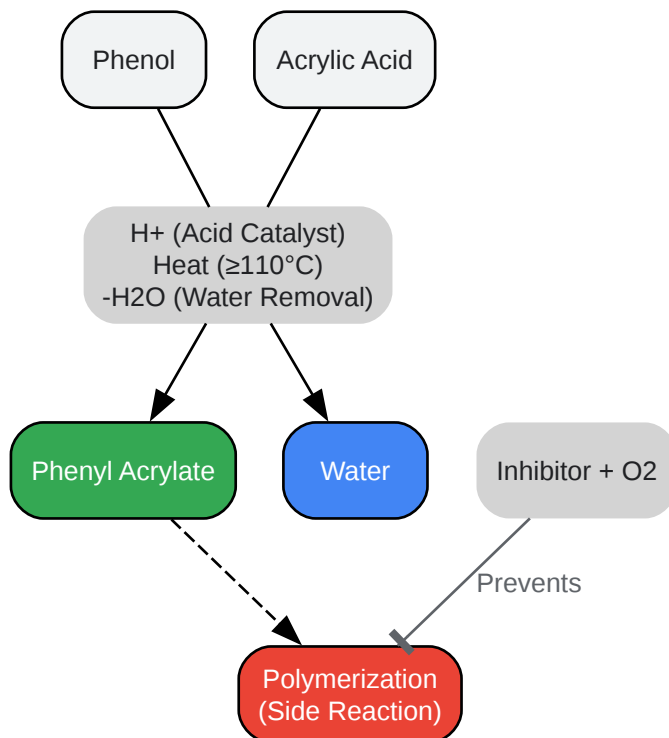 Phenol
Acrylic Acid
H+ (Acid Catalyst)
Heat (≥110°C)
-H2O (Water Removal)
Phenyl Acrylate
Water
Inhibitor + O2
Prevents
Polymerization
(Side Reaction)